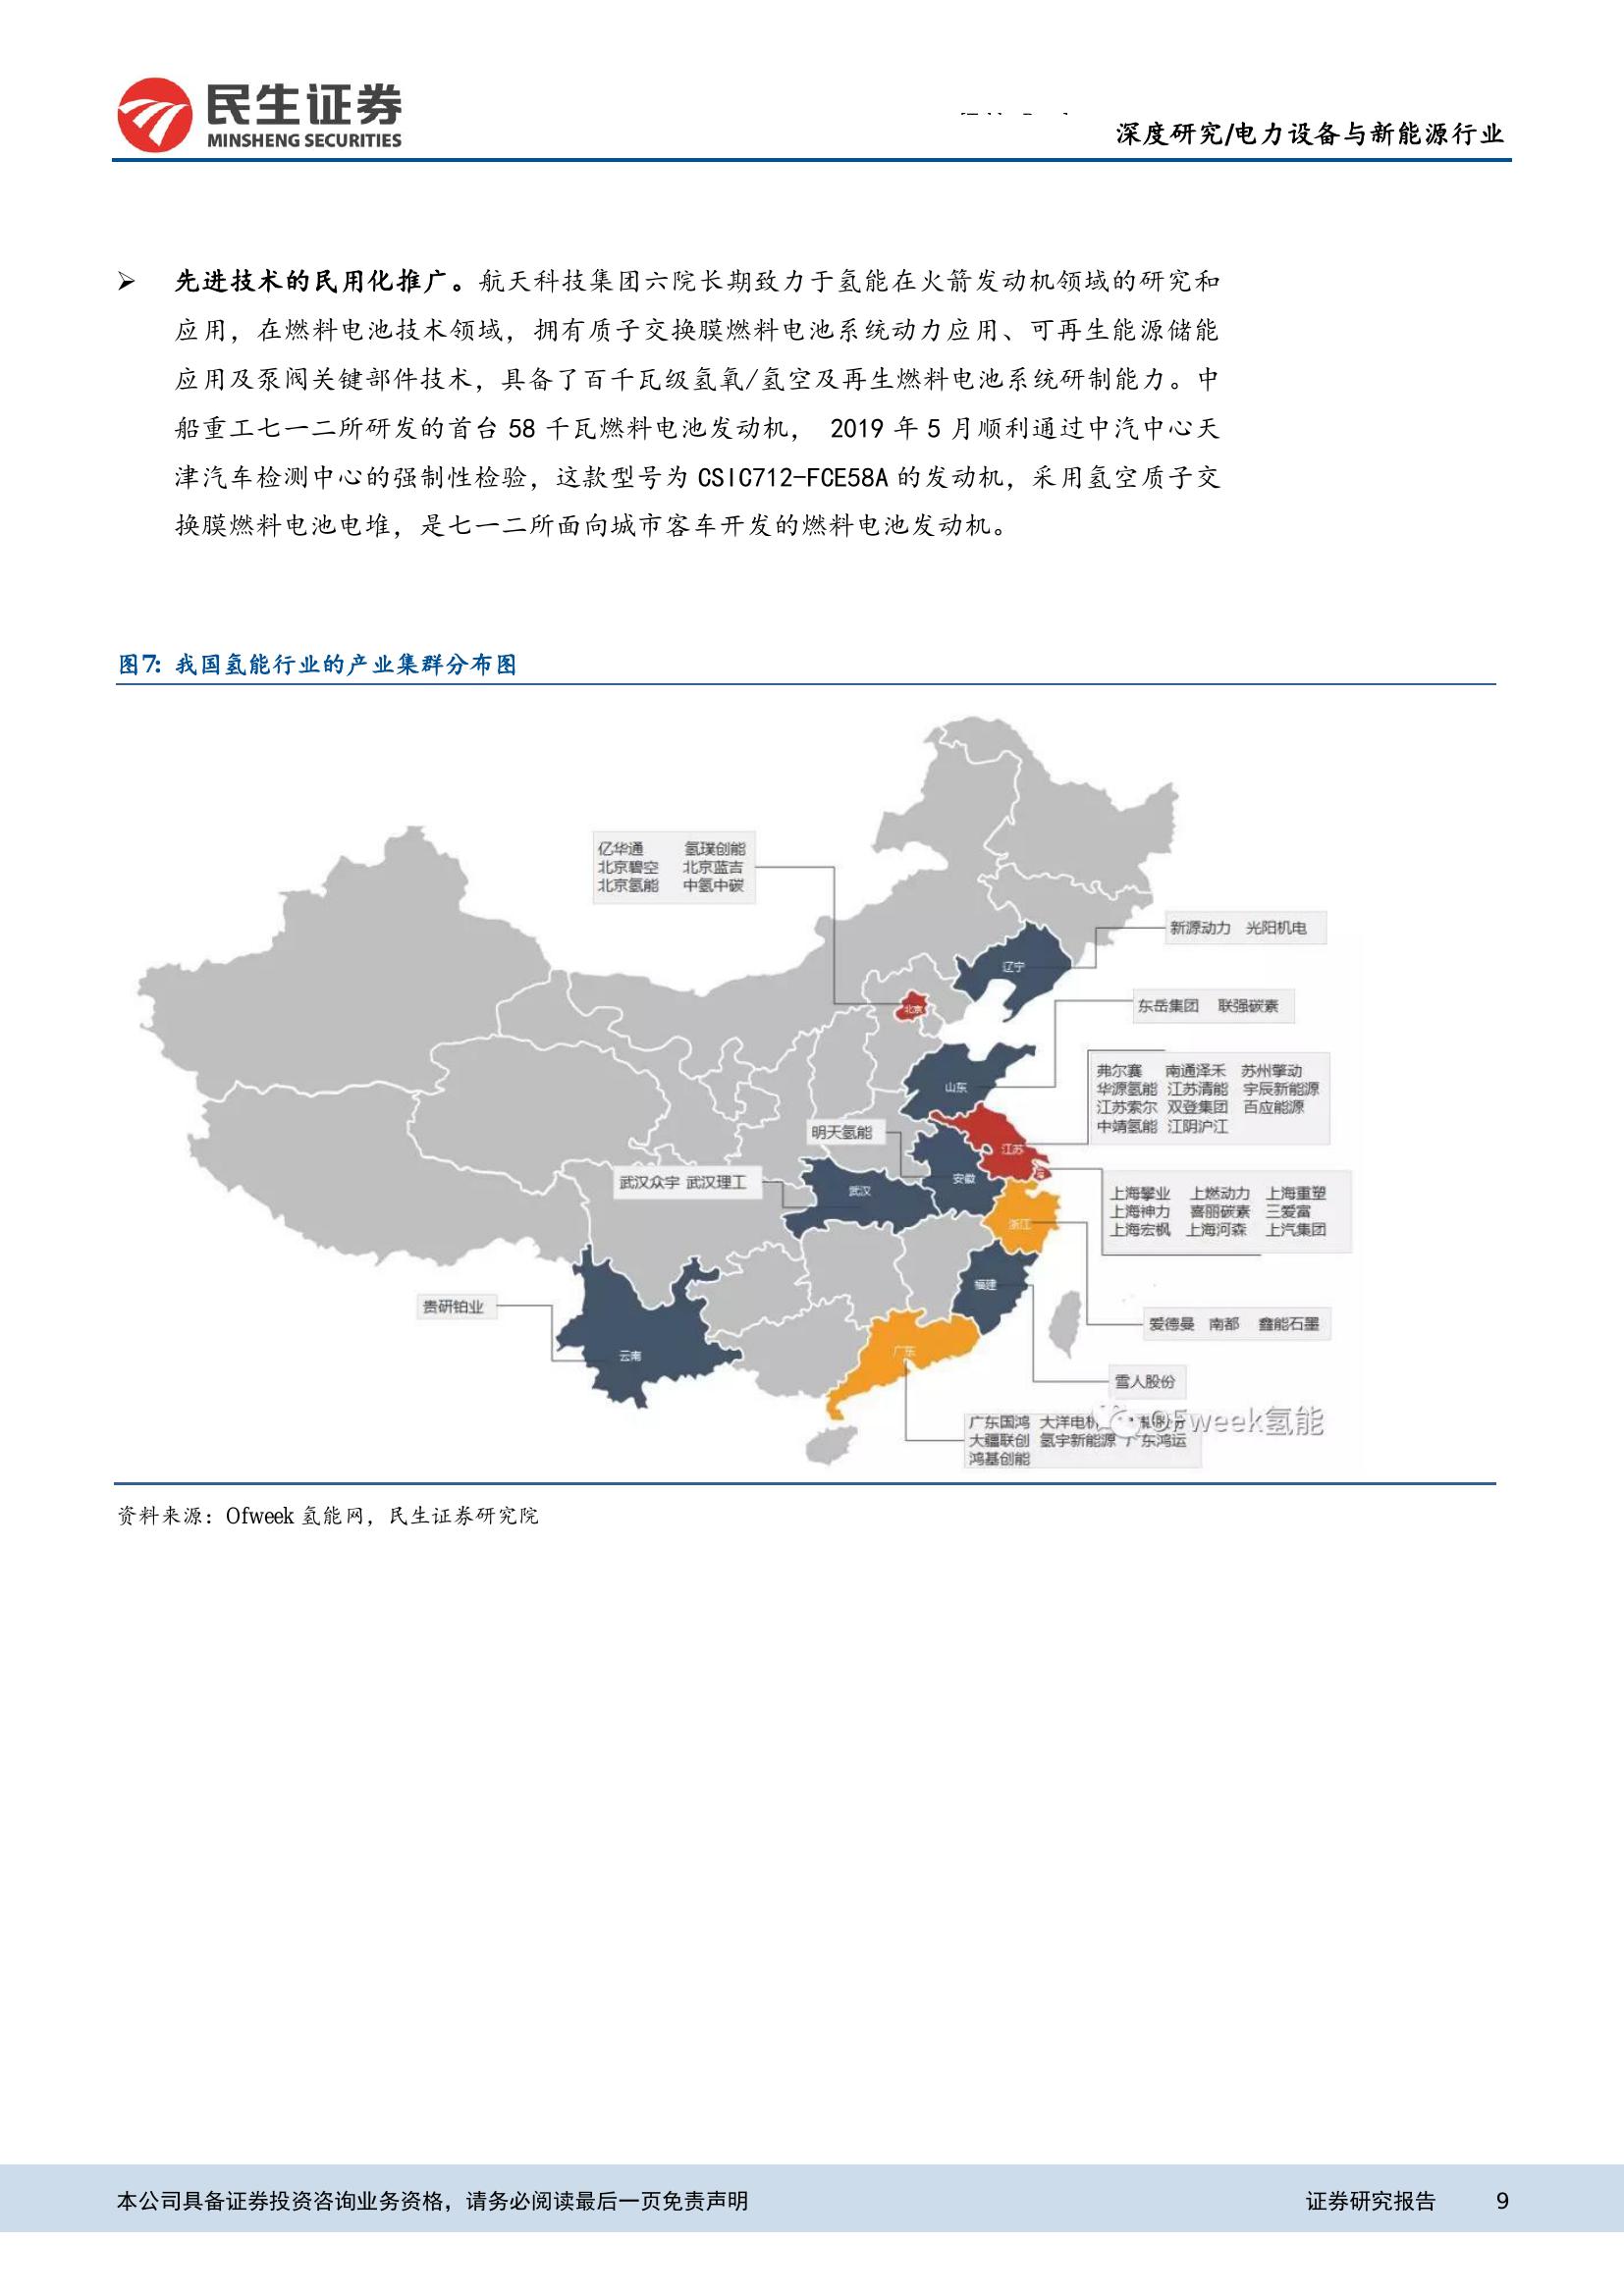 民生证券
MINSHENG SECURITIES
深度研究/电力设备与新能源行业
➢ 先进技术的民用化推广。航天科技集团六院长期致力于氢能在火箭发动机领域的研究和
应用，在燃料电池技术领域，拥有质子交换膜燃料电池系统动力应用、可再生能源储能
应用及泵阀关键部件技术，具备了百千瓦级氢氧/氢空及再生燃料电池系统研制能力。中
船重工七一二所研发的首台 58 千瓦燃料电池发动机， 2019 年 5 月顺利通过中汽中心天
津汽车检测中心的强制性检验，这款型号为 CSIC712-FCE58A 的发动机，采用氢空质子交
换膜燃料电池电堆，是七一二所面向城市客车开发的燃料电池发动机。
图7: 我国氢能行业的产业集群分布图
亿华通 氢璞创能
北京碧空 北京蓝吉
北京氢能 中氢中碳
新源动力 光阳机电
辽宁
北京
东岳集团 联强碳素
山东
弗尔赛 南通泽禾 苏州擎动
华源氢能 江苏清能 宇辰新能源
江苏索尔 双登集团 百应能源
中靖氢能 江阴沪江
明天氢能
江苏
武汉众宇 武汉理工
武汉
安徽
上海攀业 上燃动力 上海重塑
上海神力 喜丽碳素 三爱富
上海宏枫 上海河森 上汽集团
浙江
福建
贵研铂业
云南
广东
爱德曼 南都 鑫能石墨
雪人股份
广东国鸿 大洋电机
大疆联创 氢宇新能源 广东鸿运
鸿基创能
OFweek氢能
资料来源：Ofweek 氢能网，民生证券研究院
本公司具备证券投资咨询业务资格，请务必阅读最后一页免责声明 证券研究报告 9